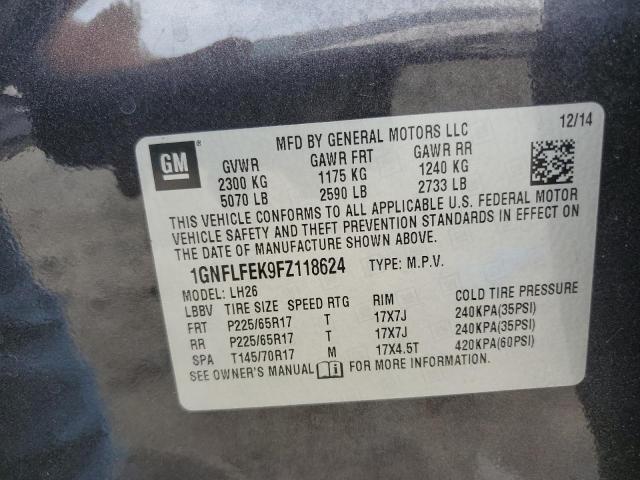 12/14
MFD BY GENERAL MOTORS LLC
GM®
GVWR GAWR FRT GAWR RR
2300 KG 1175 KG 1240 KG
5070 LB 2590 LB 2733 LB
THIS VEHICLE CONFORMS TO ALL APPLICABLE U.S. FEDERAL MOTOR
VEHICLE SAFETY AND THEFT PREVENTION STANDARDS IN EFFECT ON
THE DATE OF MANUFACTURE SHOWN ABOVE.
1GNFLFEK9FZ118624 TYPE: M.P.V.
MODEL: LH26
LBBV TIRE SIZE SPEED RTG RIM COLD TIRE PRESSURE
FRT P225/65R17 T 17X7J 240KPA(35PSI)
RR P225/65R17 T 17X7J 240KPA(35PSI)
SPA T145/70R17 M 17X4.5T 420KPA(60PSI)
SEE OWNER'S MANUAL FOR MORE INFORMATION.